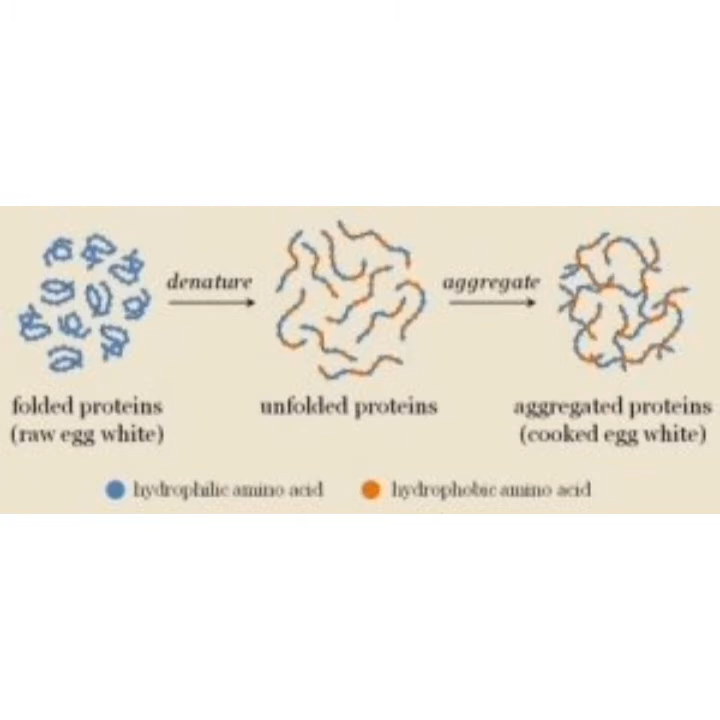 denature
aggregate
folded proteins
(raw egg white)
unfolded proteins
aggregated proteins
(cooked egg white)
hydrophilic amino acid
hydrophobic amino acid